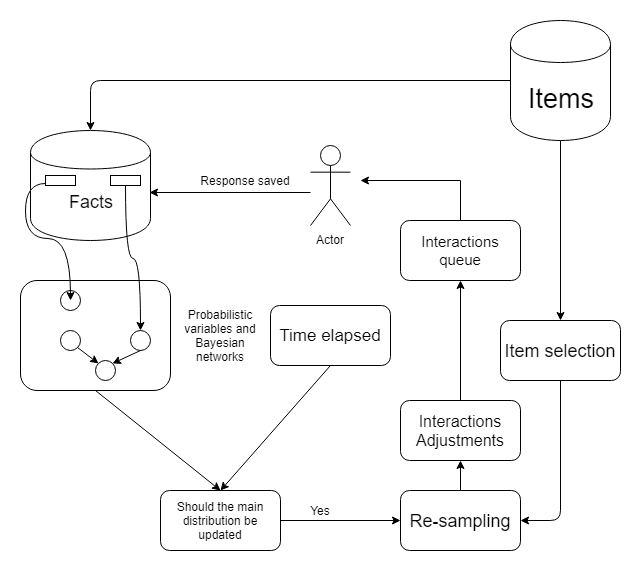 Items
Response saved
Facts
Actor
Interactions
queue
Probabilistic
variables and
Bayesian
networks
Time elapsed
Item selection
Interactions
Adjustments
Should the main
distribution be
updated
Yes
Re-sampling